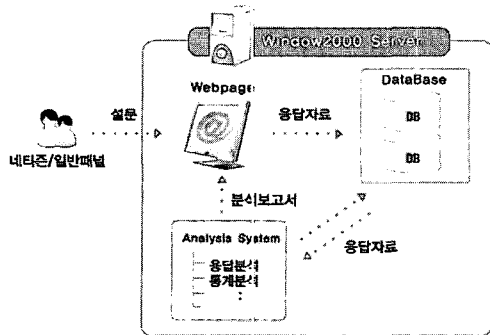 Window2000 Server
Webpage
DataBase
설문
@
응답자료
DB
DB
네티즌/일반패널
분석보고서
Analysis System
응답자료
응답분석
통계분석